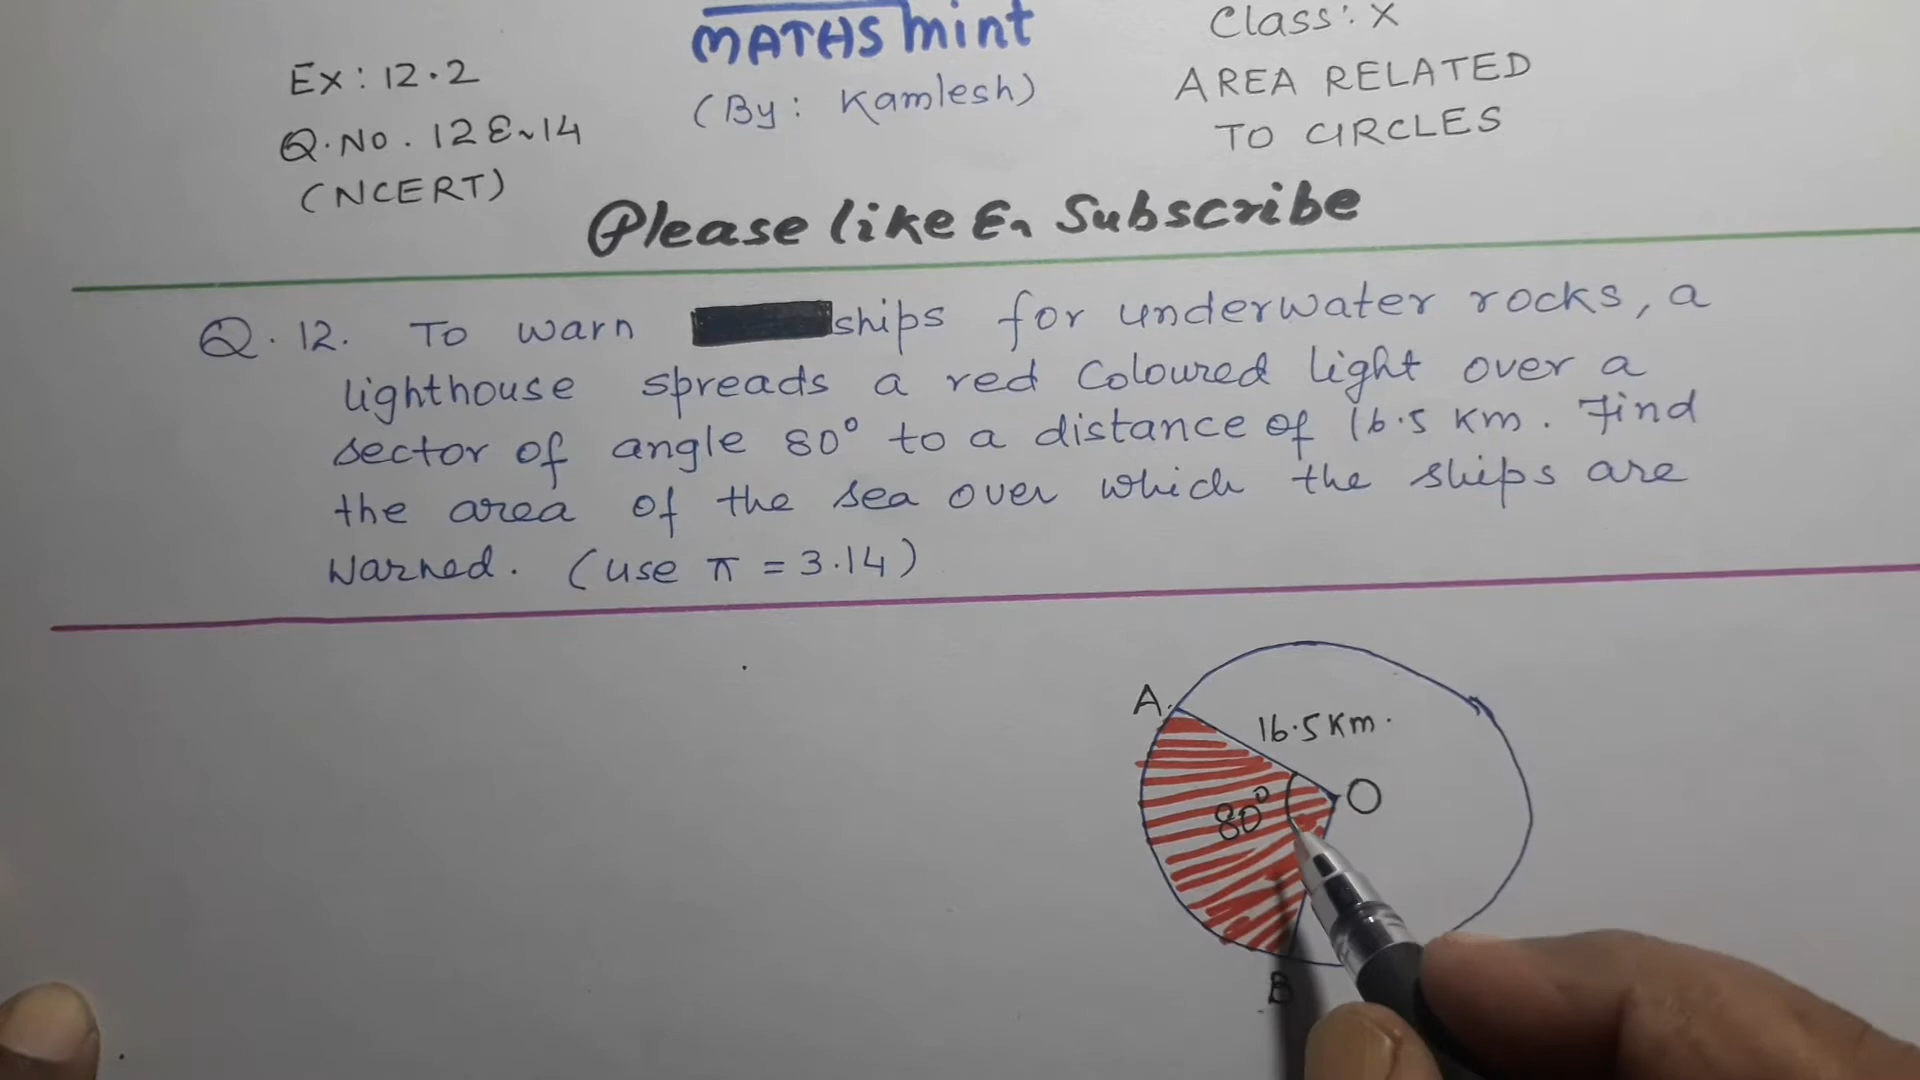 Ex: 12.2
Q.No. 12 & 14
(NCERT)
MATHS mint
(By: Kamlesh)
Class: X
AREA RELATED
TO CIRCLES
Please like & Subscribe
Q.12. To warn ships for underwater rocks, a
lighthouse spreads a red coloured light over a
sector of angle 80° to a distance of 16.5 km. Find
the area of the sea over which the ships are
warned. (use π = 3.14)
A.
16.5 Km.
80°
O
B